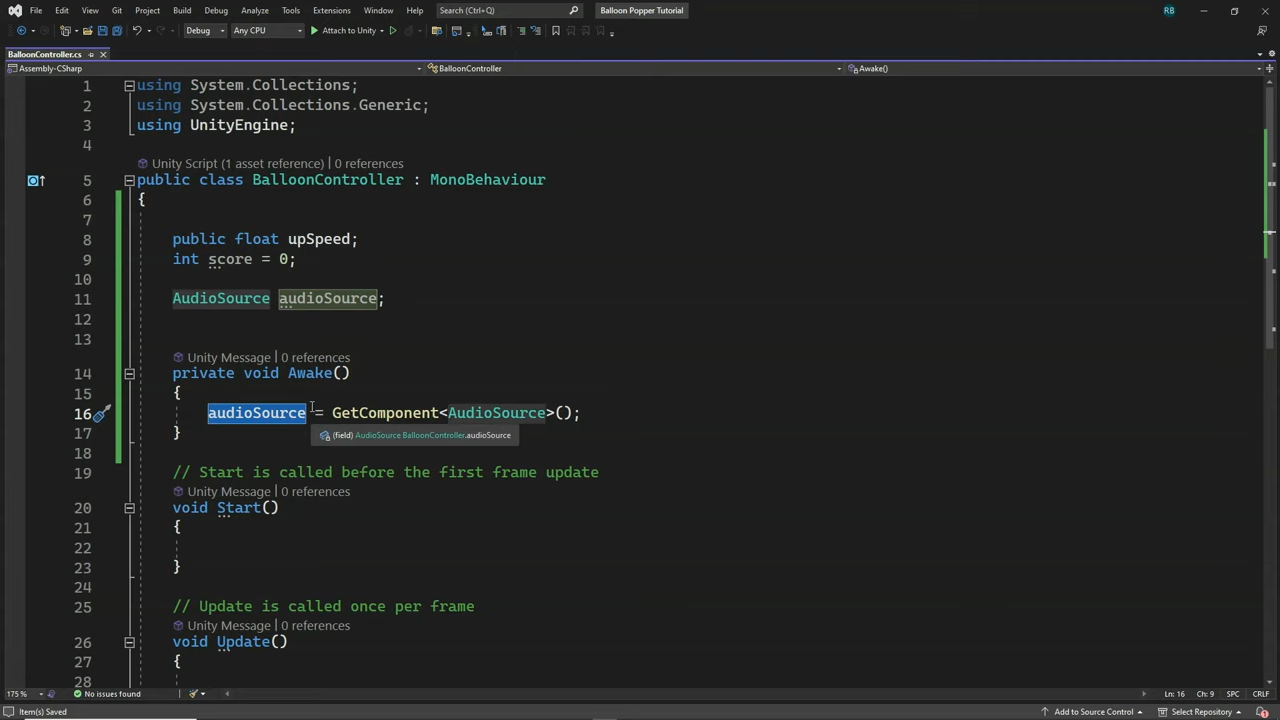 File Edit View Git Project Build Debug Analyze Tools Extensions Window Help Search (Ctrl+Q) Balloon Popper Tutorial RB
Debug Any CPU Attach to Unity
BalloonController.cs
Assembly-CSharp BalloonController Awake()
1 using System.Collections;
2 using System.Collections.Generic;
3 using UnityEngine;
4
Unity Script (1 asset reference) | 0 references
5 public class BalloonController : MonoBehaviour
6 {
7
8 public float upSpeed;
9 int score = 0;
10
11 AudioSource audioSource;
12
13
Unity Message | 0 references
14 private void Awake()
15 {
16 audioSource = GetComponent<AudioSource>();
(field) AudioSource BalloonController.audioSource
17 }
18
19 // Start is called before the first frame update
Unity Message | 0 references
20 void Start()
21 {
22
23 }
24
25 // Update is called once per frame
Unity Message | 0 references
26 void Update()
27 {
28
175 % No issues found Ln: 16 Ch: 9 SPC CRLF
Item(s) Saved Add to Source Control Select Repository 1